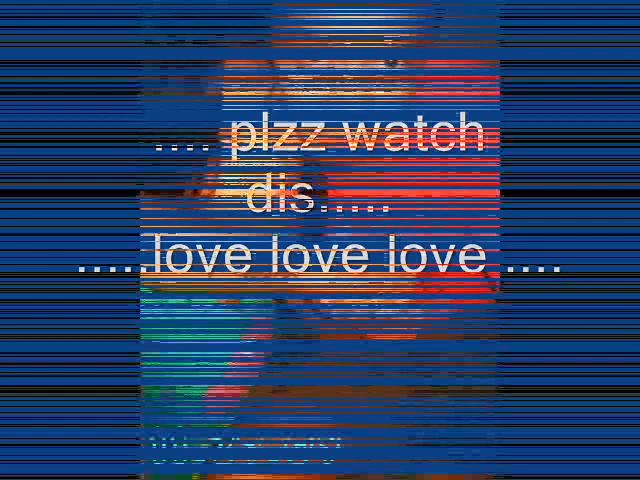 .... plzz watch
dis.....
.....love love love ....